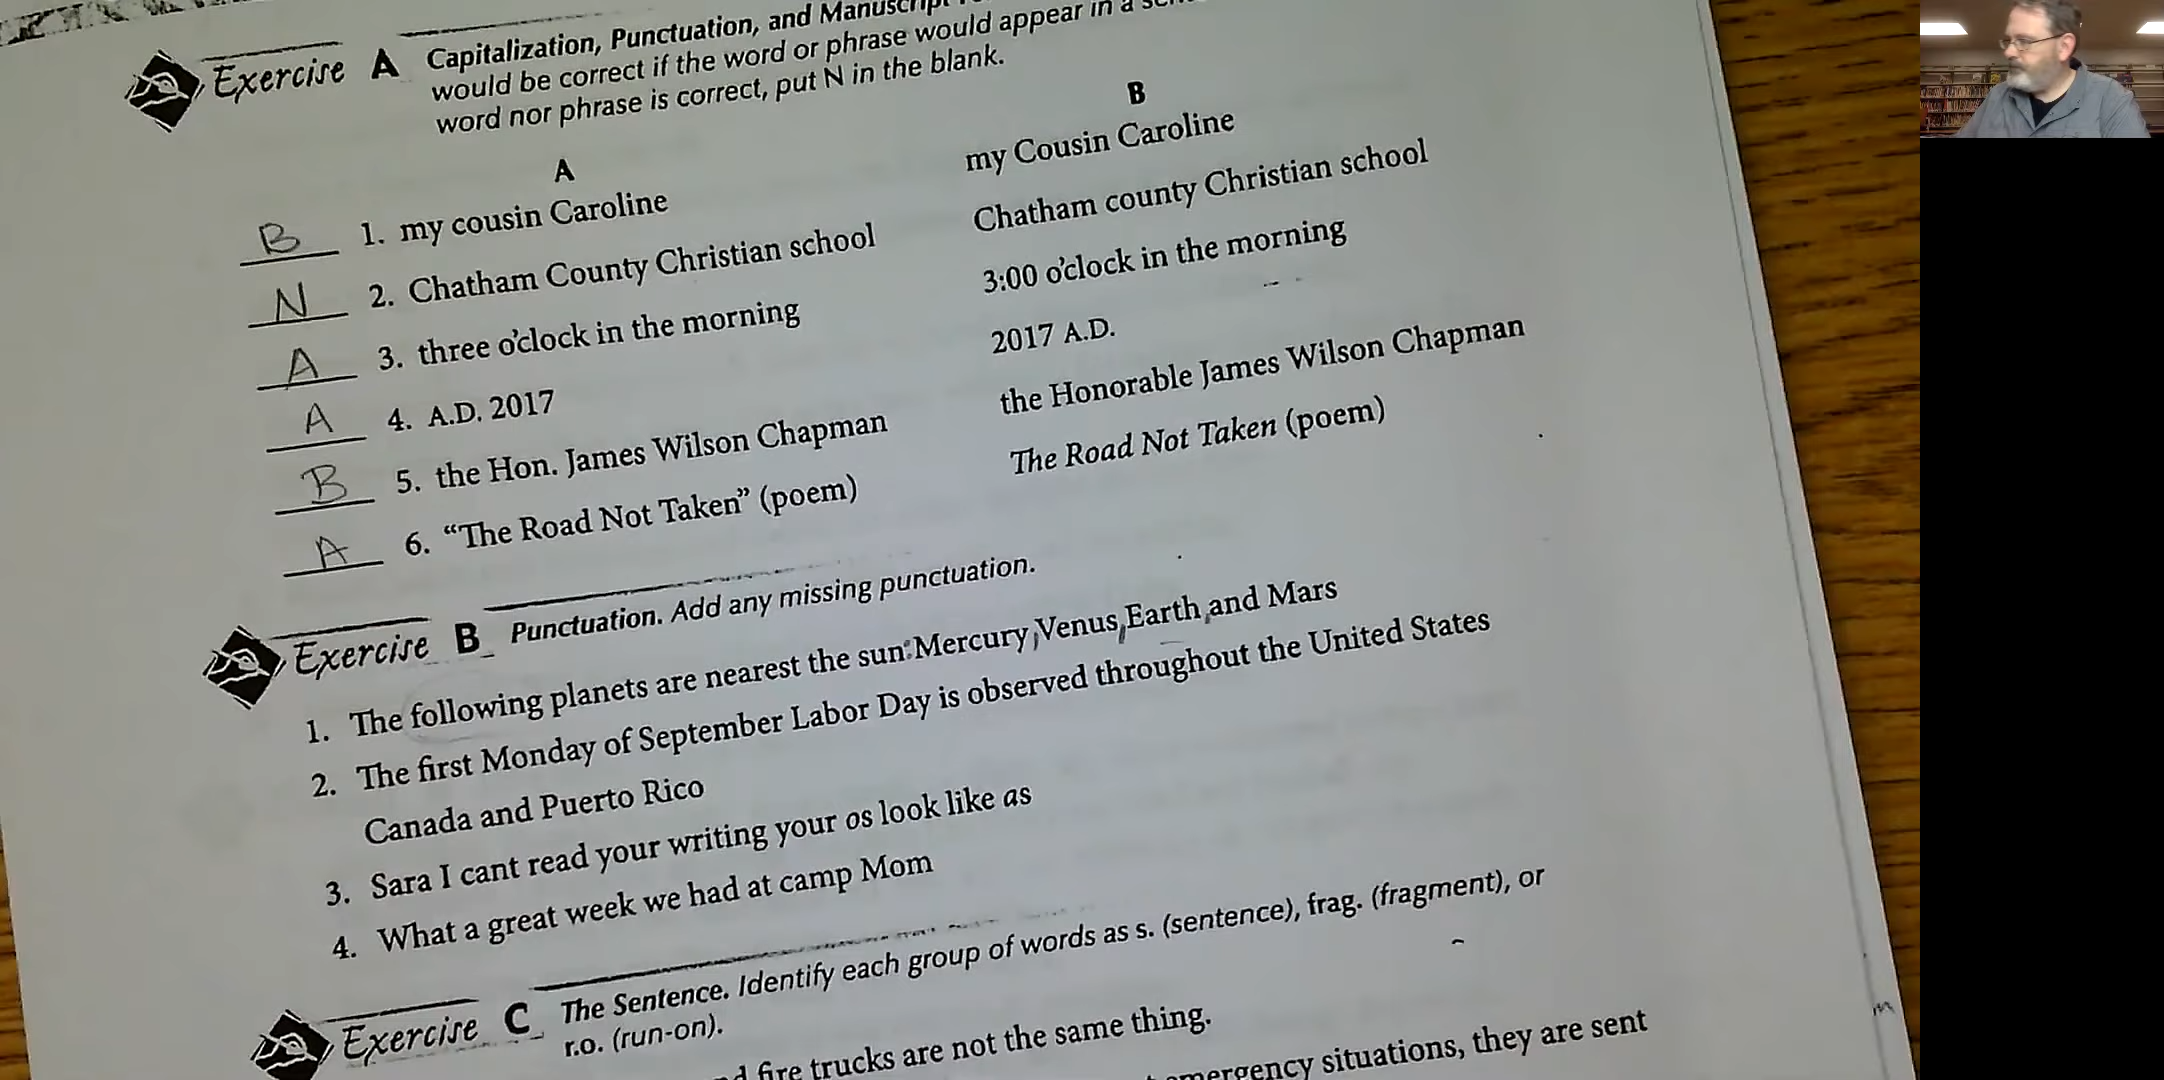 Exercise A Capitalization, Punctuation, and Manuscript
would be correct if the word or phrase would appear in a
word nor phrase is correct, put N in the blank.
A B
B 1. my cousin Caroline my Cousin Caroline
N 2. Chatham County Christian school Chatham county Christian school
A 3. three o'clock in the morning 3:00 o'clock in the morning
A 4. A.D. 2017 2017 A.D.
B 5. the Hon. James Wilson Chapman the Honorable James Wilson Chapman
A 6. “The Road Not Taken” (poem) The Road Not Taken (poem)
Exercise B Punctuation. Add any missing punctuation.
1. The following planets are nearest the sun: Mercury, Venus, Earth, and Mars
2. The first Monday of September Labor Day is observed throughout the United States
Canada and Puerto Rico
3. Sara I cant read your writing your os look like as
4. What a great week we had at camp Mom
Exercise C The Sentence. Identify each group of words as s. (sentence), frag. (fragment), or
r.o. (run-on).
fire trucks are not the same thing.
situations, they are sent